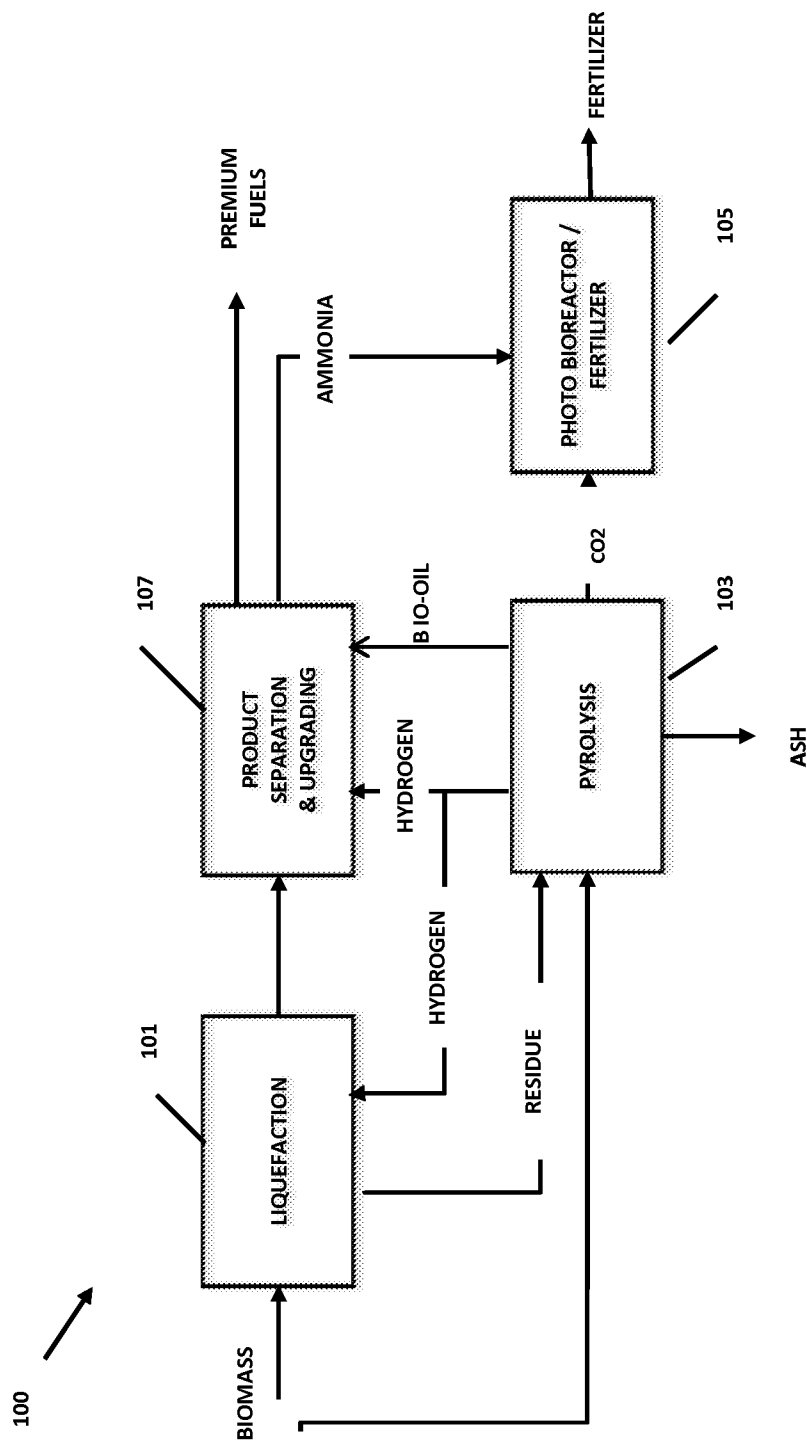 100
BIOMASS
101
LIQUEFACTION
HYDROGEN
RESIDUE
107
PRODUCT
SEPARATION
& UPGRADING
HYDROGEN
B IO-OIL
PYROLYSIS
103
ASH
CO2
PREMIUM
FUELS
AMMONIA
PHOTO BIOREACTOR /
FERTILIZER
105
FERTILIZER